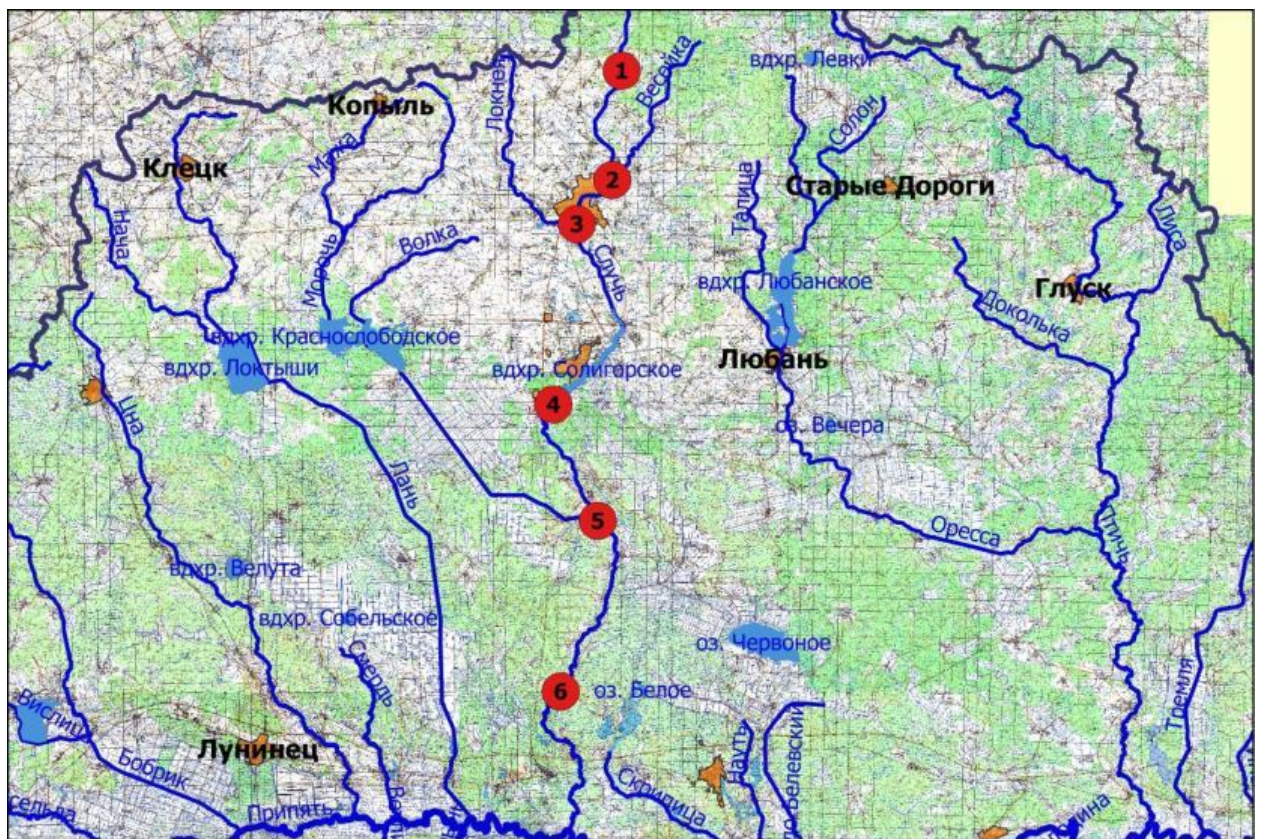 1
Весейка
вдхр. Левки
Локнея
Копыль
Солон
Мажа
Клецк
2
Талица
Старые Дороги
Нача
3
Лиса
Волка
Морочь
Случь
вдхр. Любанское
Глуск
Доколька
вдхр. Краснослободское
вдхр. Локтыши
вдхр. Солигорское
Любань
4
Цна
оз. Вечера
Лань
5
Оресса
Птичь
вдхр. Велута
вдхр. Собельское
оз. Червоное
Смердь
6
оз. Белое
Тремля
Вислица
Лунинец
Науть
Бобрик
Скрипица
Припять